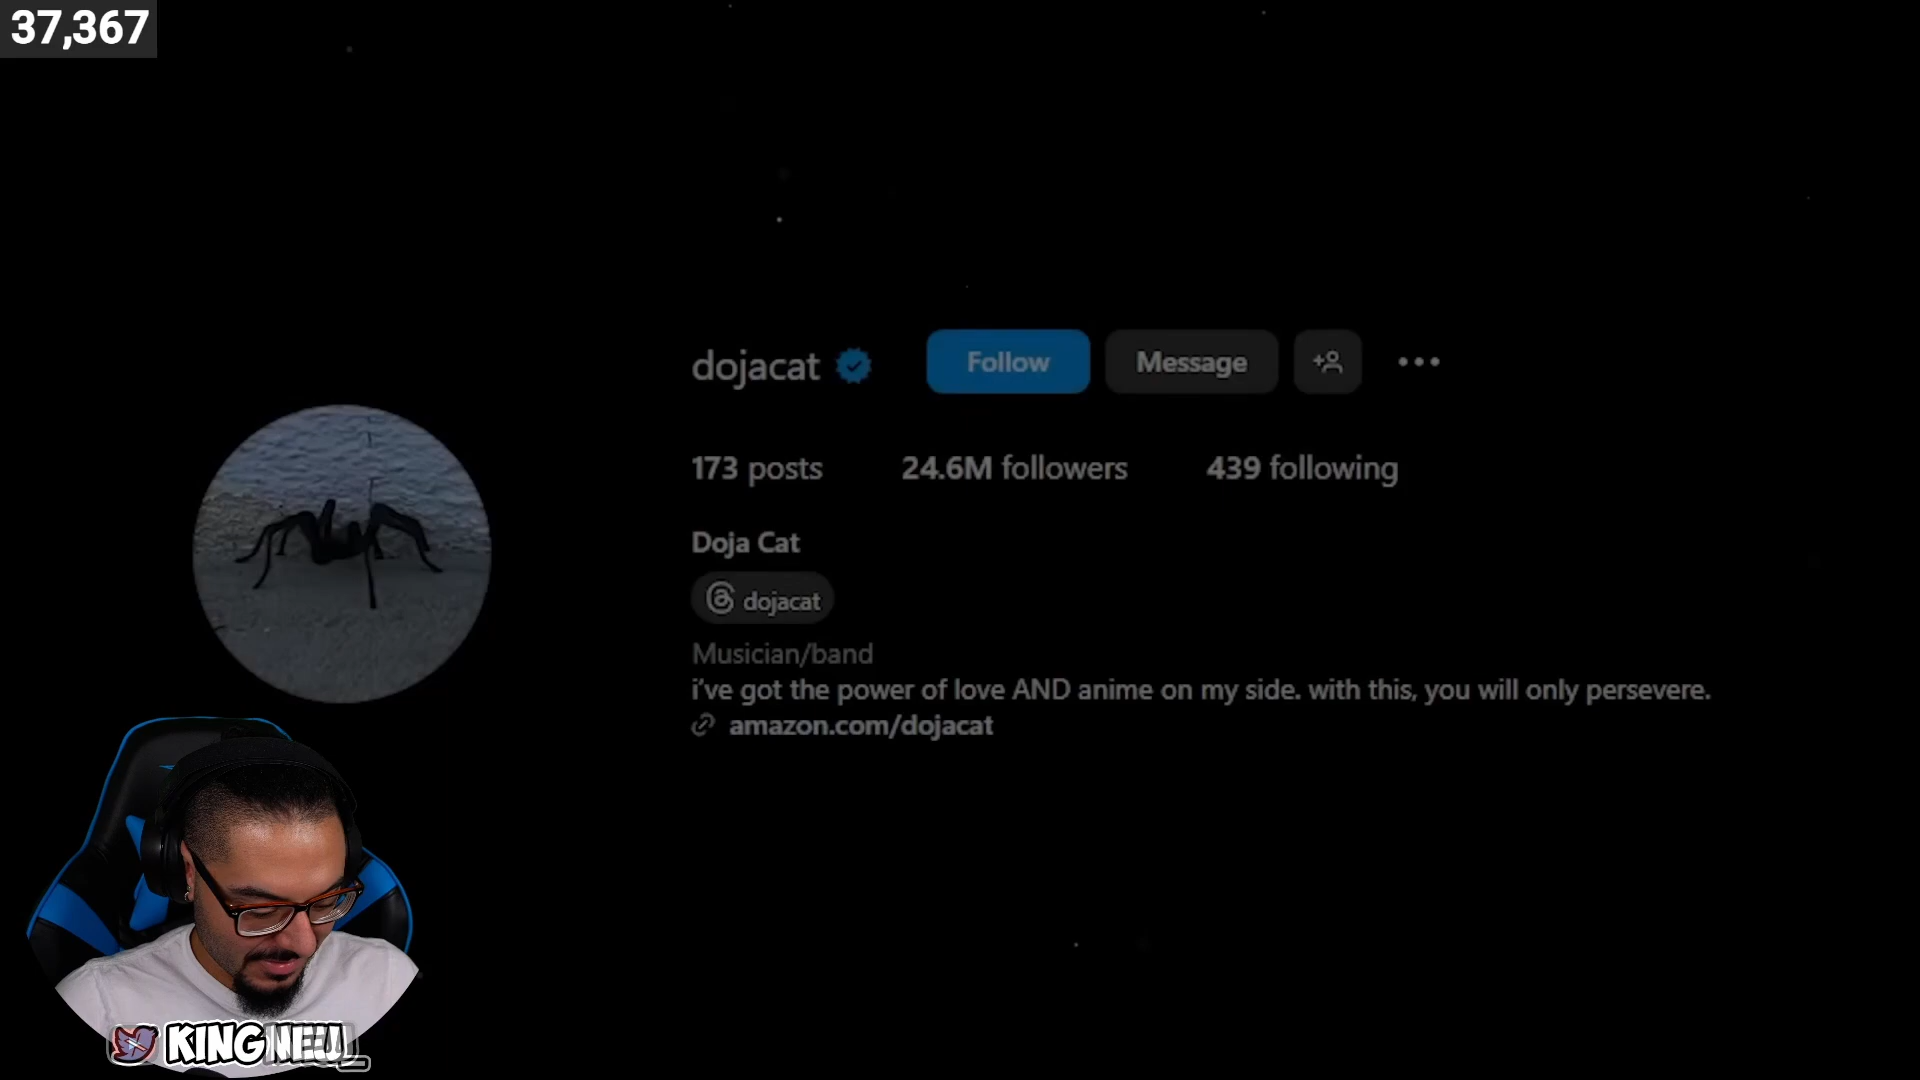 37,367
dojacat Follow Message
173 posts 24.6M followers 439 following
Doja Cat
dojacat
Musician/band
i've got the power of love AND anime on my side. with this, you will only persevere.
amazon.com/dojacat
KING